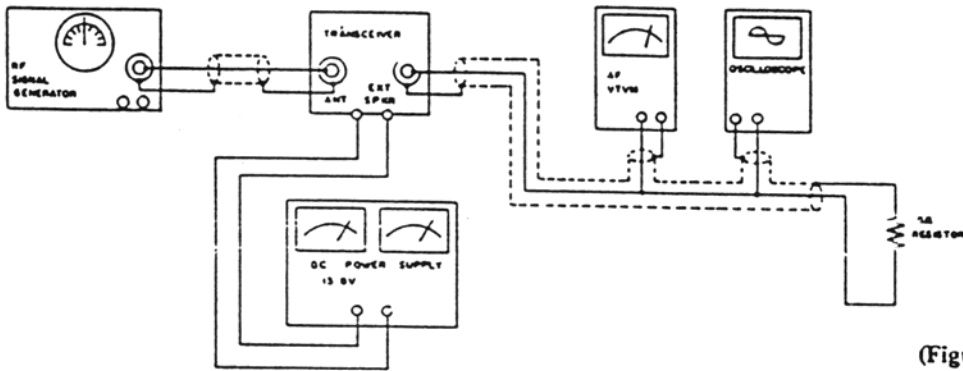 RF
SIGNAL
GENERATOR
TRANSCEIVER
ANT
EXT
SPKR
AF
VTVM
OSCILLOSCOPE
DC POWER SUPPLY
13.8V
RESISTOR
(Figu